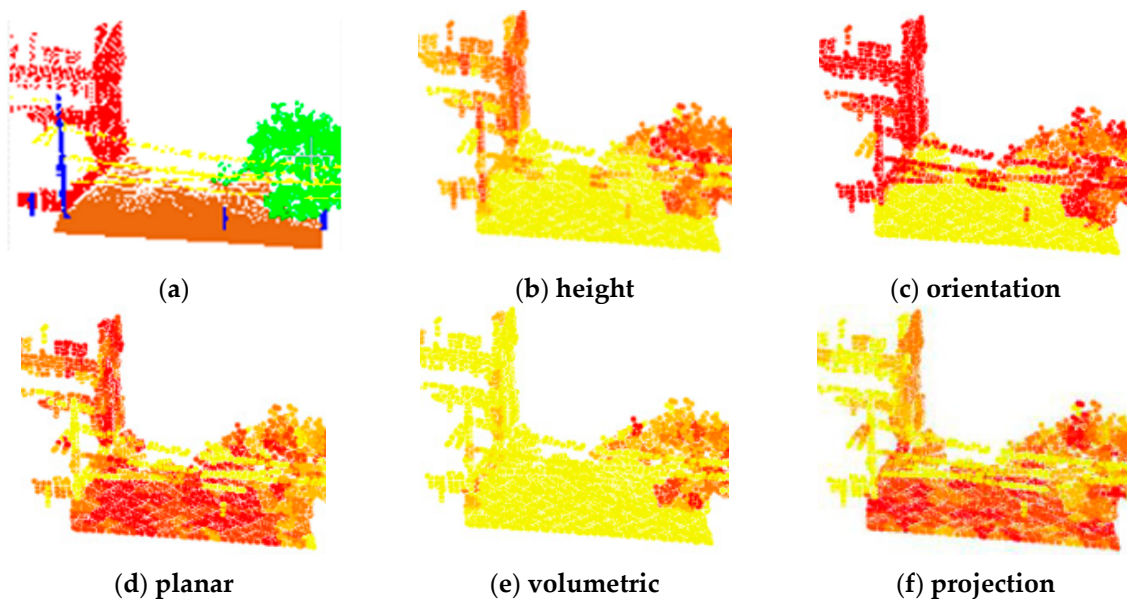 (a)
(b) height
(c) orientation
(d) planar
(e) volumetric
(f) projection